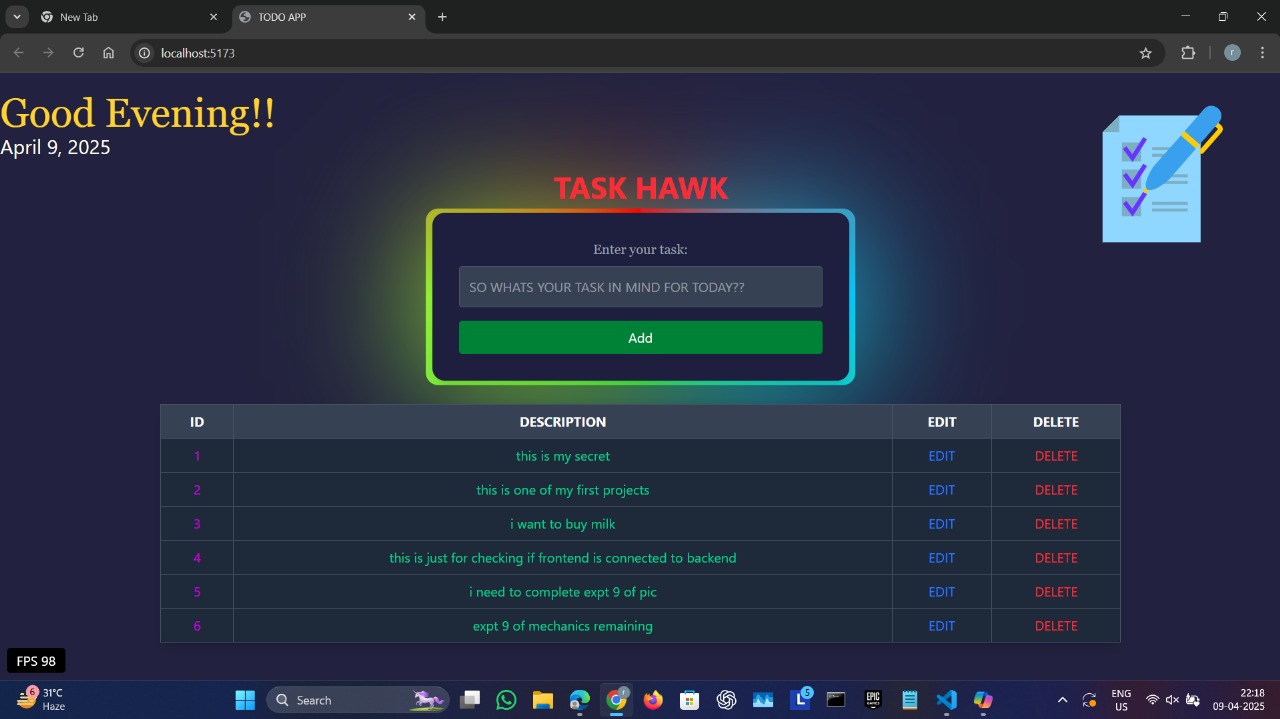 New Tab
TODO APP
localhost:5173
r
Good Evening!!
April 9, 2025
TASK HAWK
Enter your task:
SO WHATS YOUR TASK IN MIND FOR TODAY??
Add
ID DESCRIPTION EDIT DELETE
1 this is my secret EDIT DELETE
2 this is one of my first projects EDIT DELETE
3 i want to buy milk EDIT DELETE
4 this is just for checking if frontend is connected to backend EDIT DELETE
5 i need to complete expt 9 of pic EDIT DELETE
6 expt 9 of mechanics remaining EDIT DELETE
FPS 98
6 31°C
Haze
Search
r
L 5
EPIC
ENG
US
22:18
09-04-2025